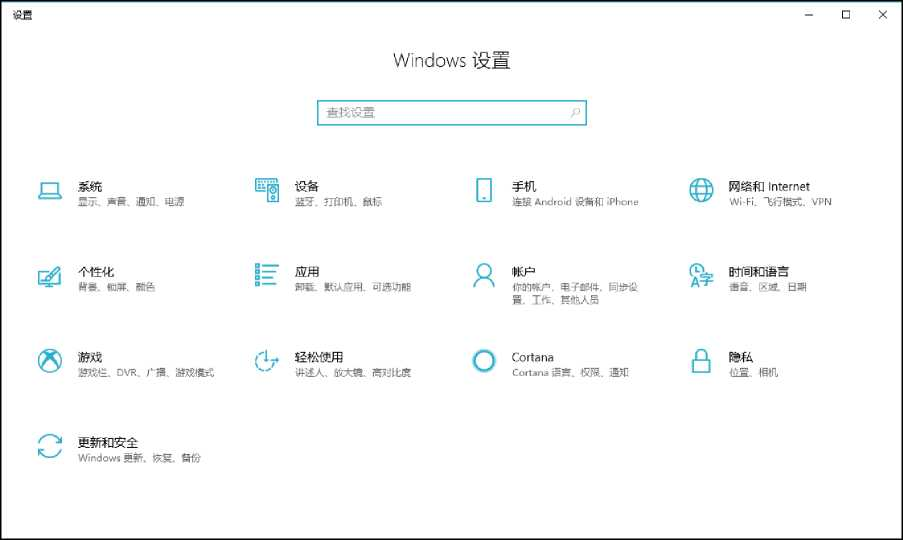 设置
Windows 设置
查找设置
系统
显示、声音、通知、电源
设备
蓝牙、打印机、鼠标
手机
连接 Android 设备和 iPhone
网络和 Internet
Wi-Fi、飞行模式、VPN
个性化
背景、锁屏、颜色
应用
卸载、默认应用、可选功能
帐户
你的帐户、电子邮件、同步设
置、工作、其他人员
时间和语言
语音、区域、日期
游戏
游戏栏、DVR、广播、游戏模式
轻松使用
讲述人、放大镜、高对比度
Cortana
Cortana 语言、权限、通知
隐私
位置、相机
更新和安全
Windows 更新、恢复、备份